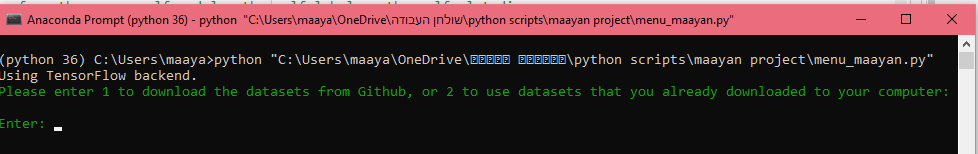 Anaconda Prompt (python 36) - python "C:\Users\maaya\OneDrive\שולחן העבודה\python scripts\maayan project\menu_maayan.py"
(python 36) C:\Users\maaya>python "C:\Users\maaya\OneDrive\ \python scripts\maayan project\menu_maayan.py"
Using TensorFlow backend.
Please enter 1 to download the datasets from Github, or 2 to use datasets that you already downloaded to your computer:
Enter: